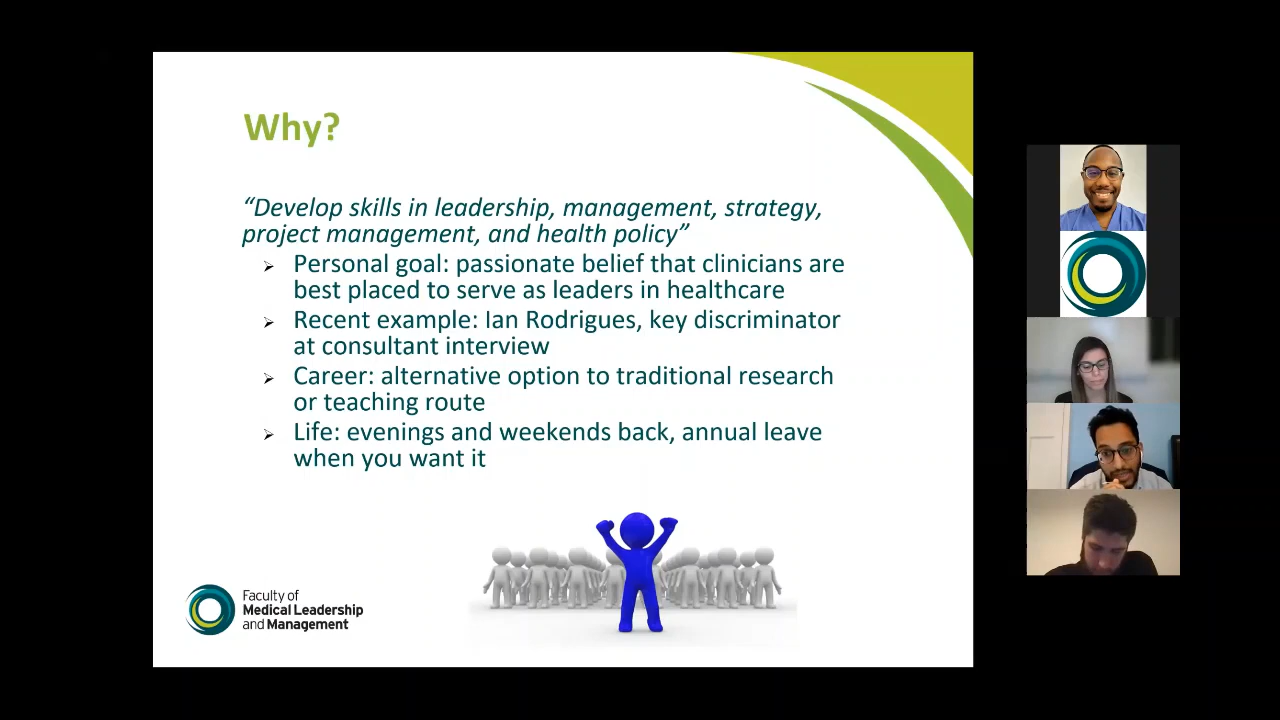 Why?
“Develop skills in leadership, management, strategy,
project management, and health policy”
Personal goal: passionate belief that clinicians are
best placed to serve as leaders in healthcare
Recent example: Ian Rodrigues, key discriminator
at consultant interview
Career: alternative option to traditional research
or teaching route
Life: evenings and weekends back, annual leave
when you want it
Faculty of
Medical Leadership
and Management